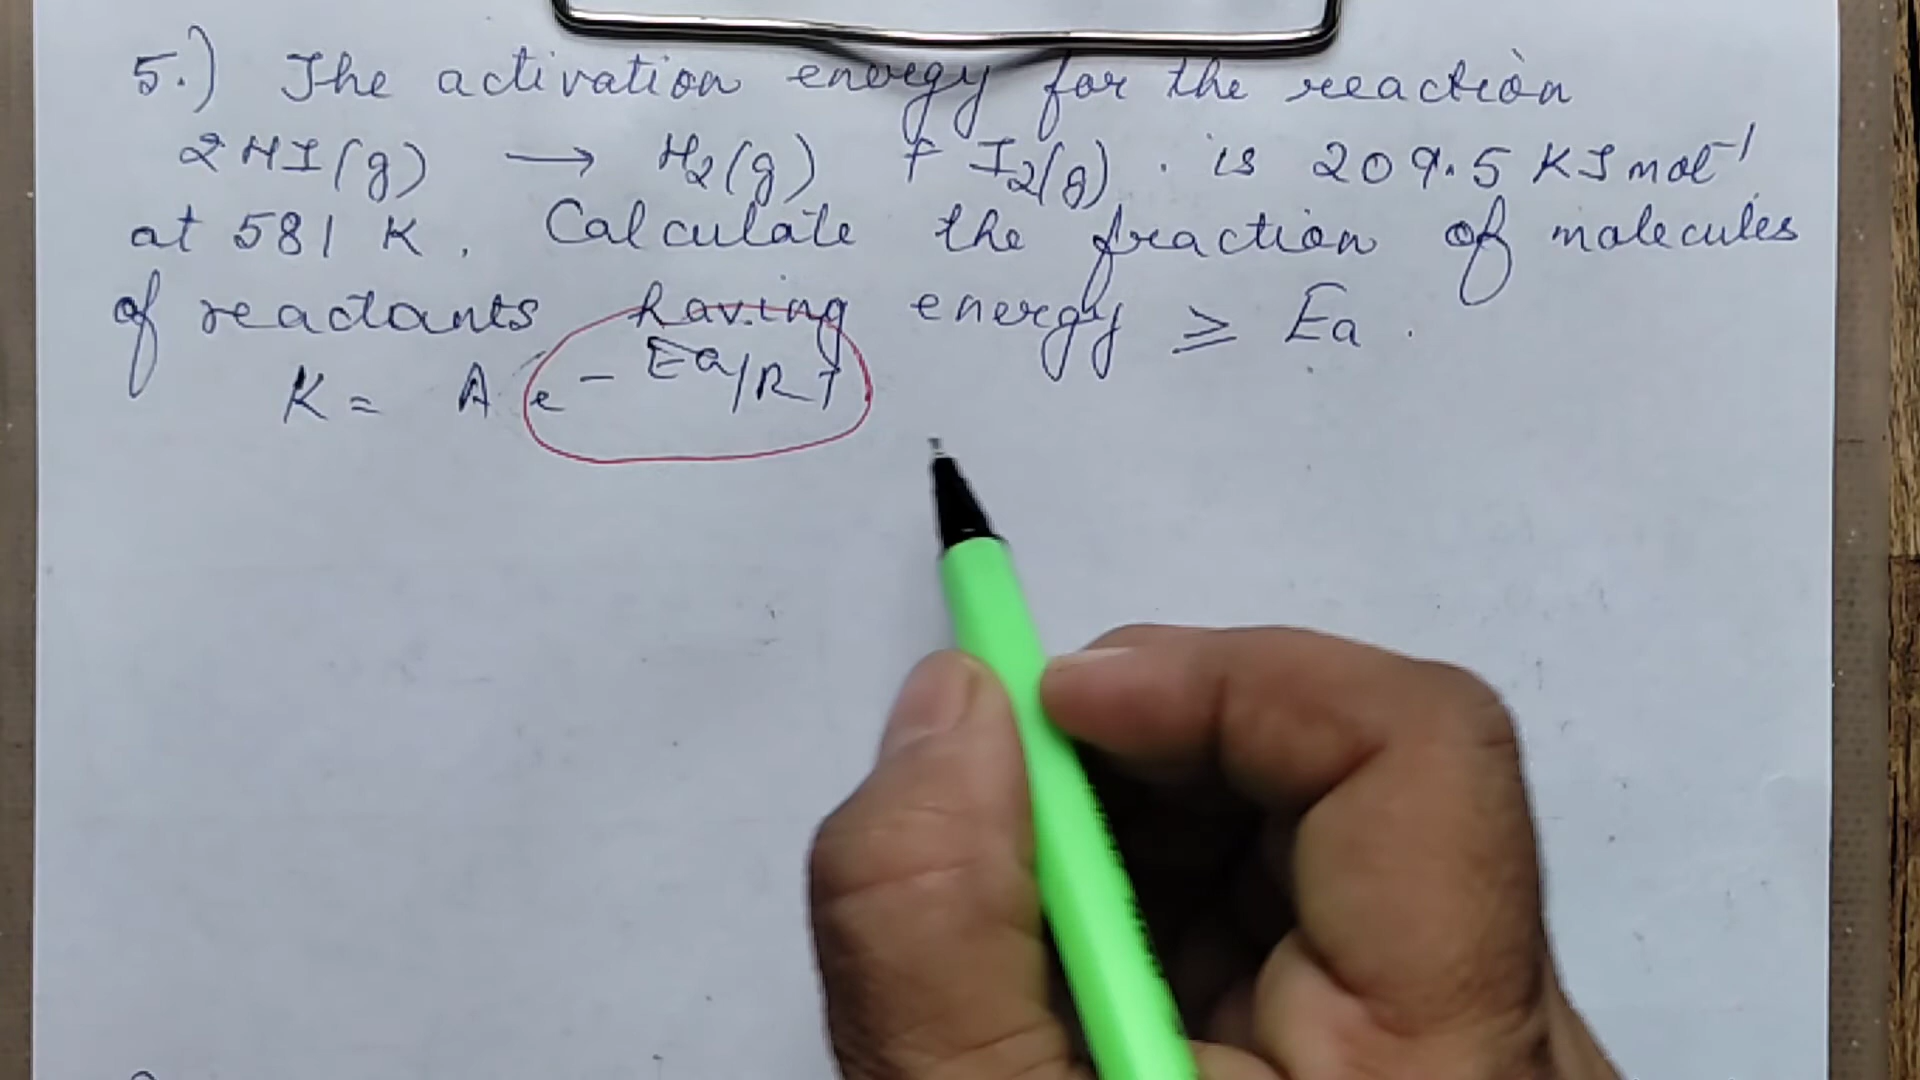 5.) The activation energy for the reaction
2HI(g) → H2(g) + I2(g) . is 209.5 KJ mol-1
at 581 K. Calculate the fraction of molecules
of reactants having energy ≥ Ea .
K = A e - Ea/RT